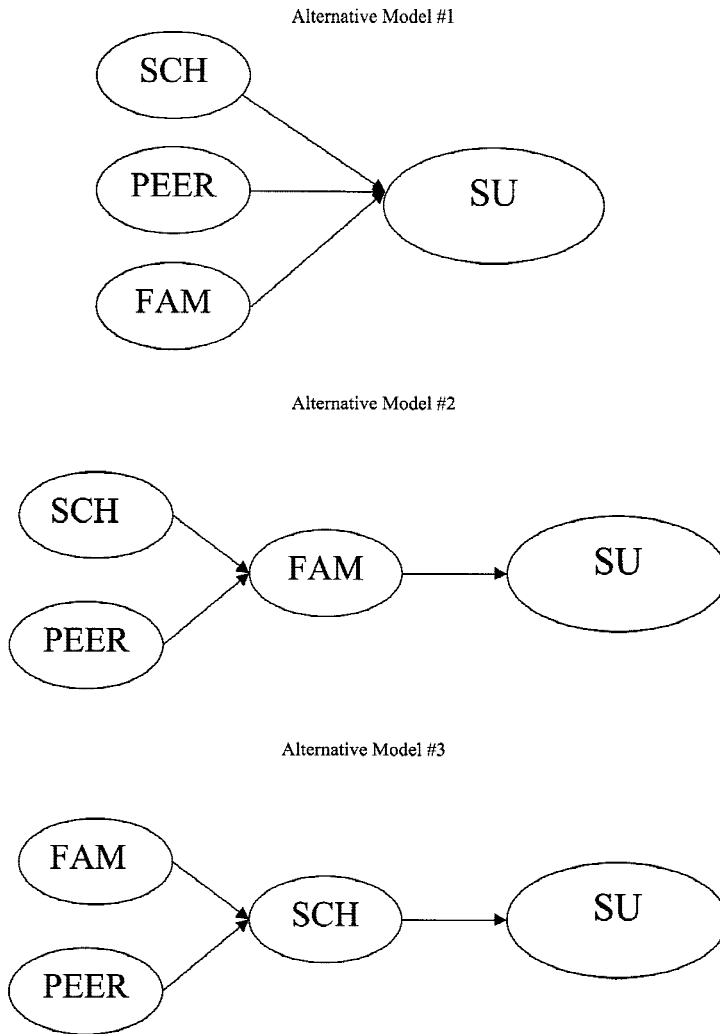 Alternative Model #1
SCH
PEER
SU
FAM
Alternative Model #2
SCH
FAM
SU
PEER
Alternative Model #3
FAM
SCH
SU
PEER